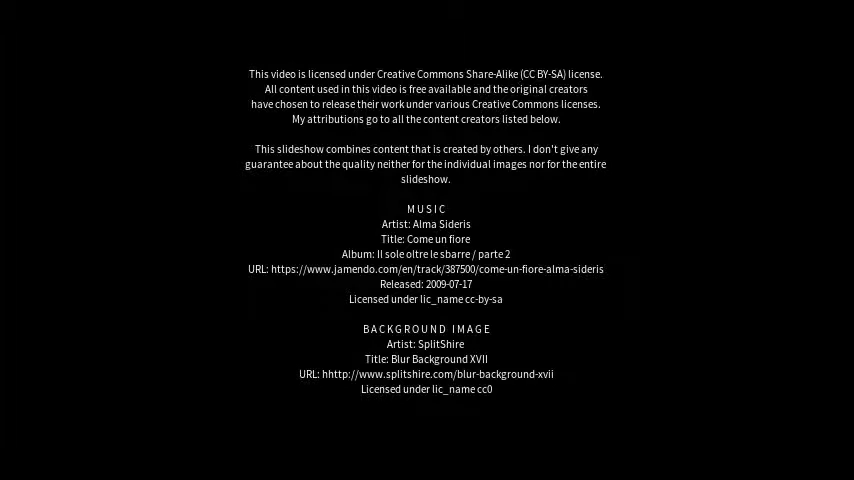 This video is licensed under Creative Commons Share-Alike (CC BY-SA) license.
All content used in this video is free available and the original creators
have chosen to release their work under various Creative Commons licenses.
My attributions go to all the content creators listed below.
This slideshow combines content that is created by others. I don't give any
guarantee about the quality neither for the individual images nor for the entire
slideshow.
MUSIC
Artist: Alma Sideris
Title: Come un fiore
Album: Il sole oltre le sbarre / parte 2
URL: https://www.jamendo.com/en/track/387500/come-un-fiore-alma-sideris
Released: 2009-07-17
Licensed under lic_name cc-by-sa
BACKGROUND IMAGE
Artist: SplitShire
Title: Blur Background XVII
URL: hhttp://www.splitshire.com/blur-background-xvii
Licensed under lic_name cc0